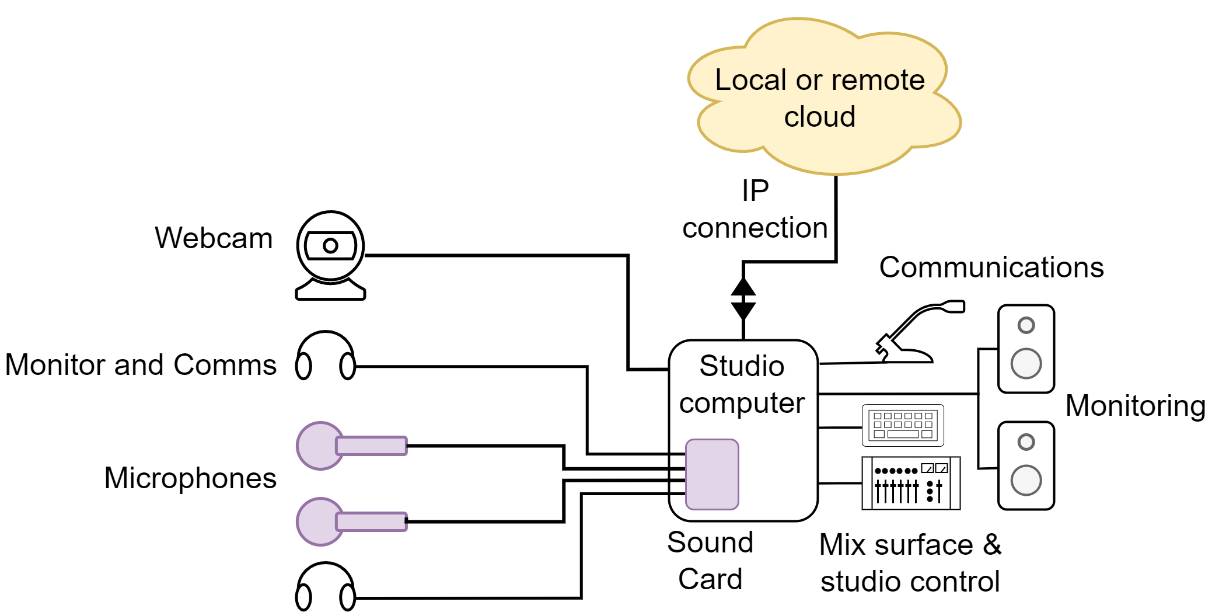 Local or remote
cloud
IP
connection
Webcam
Communications
Monitor and Comms
Studio
computer
Monitoring
Microphones
Sound
Card
Mix surface &
studio control